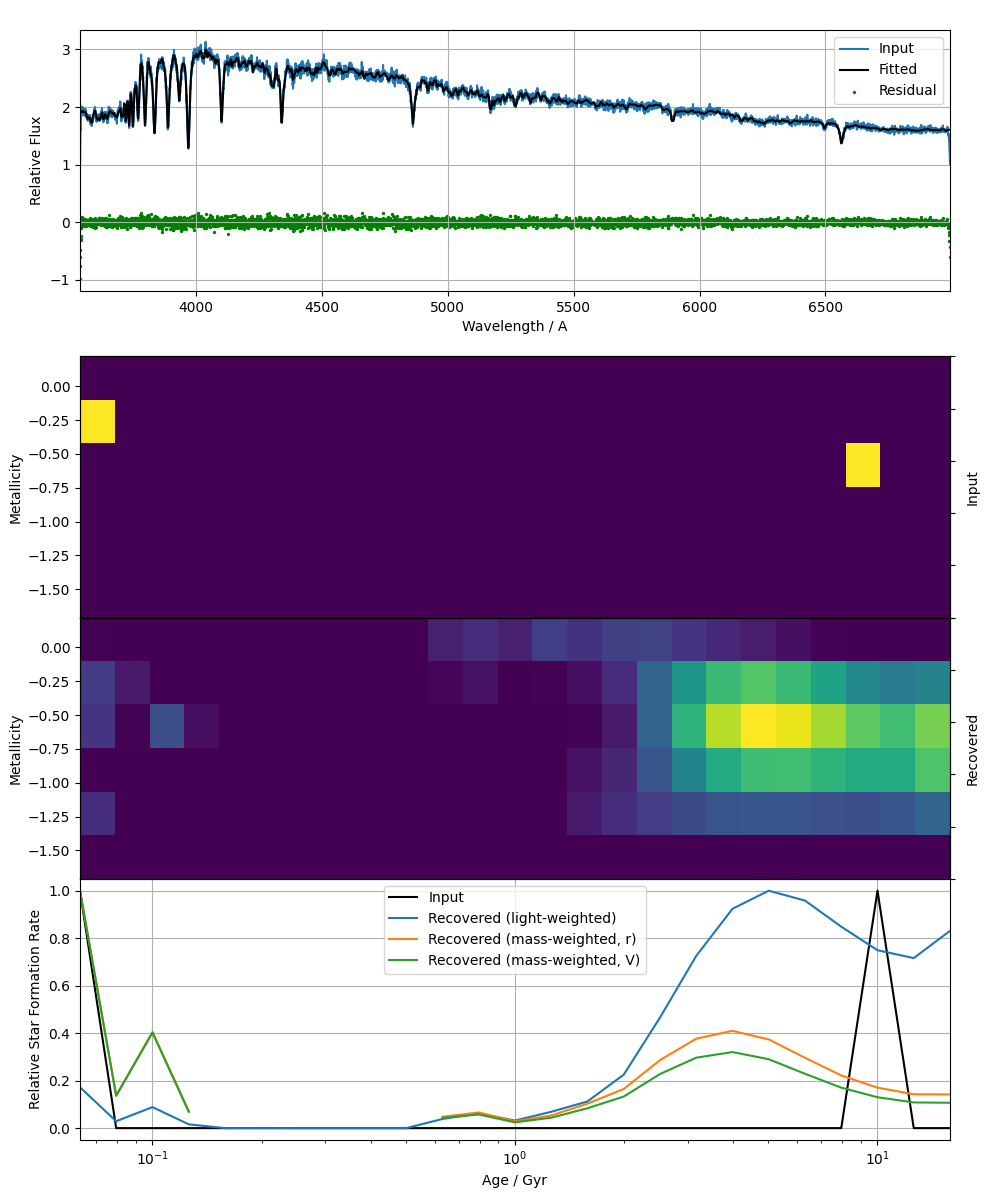 3
2
1
0
−1
Relative Flux
Input
Fitted
Residual
4000 4500 5000 5500 6000 6500
Wavelength / A
0.00
−0.25
−0.50
−0.75
−1.00
−1.25
−1.50
Metallicity
Input
0.00
−0.25
−0.50
−0.75
−1.00
−1.25
−1.50
Metallicity
Recovered
1.0
0.8
0.6
0.4
0.2
0.0
Relative Star Formation Rate
Input
Recovered (light-weighted)
Recovered (mass-weighted, r)
Recovered (mass-weighted, V)
10⁻¹ 10⁰ 10¹
Age / Gyr